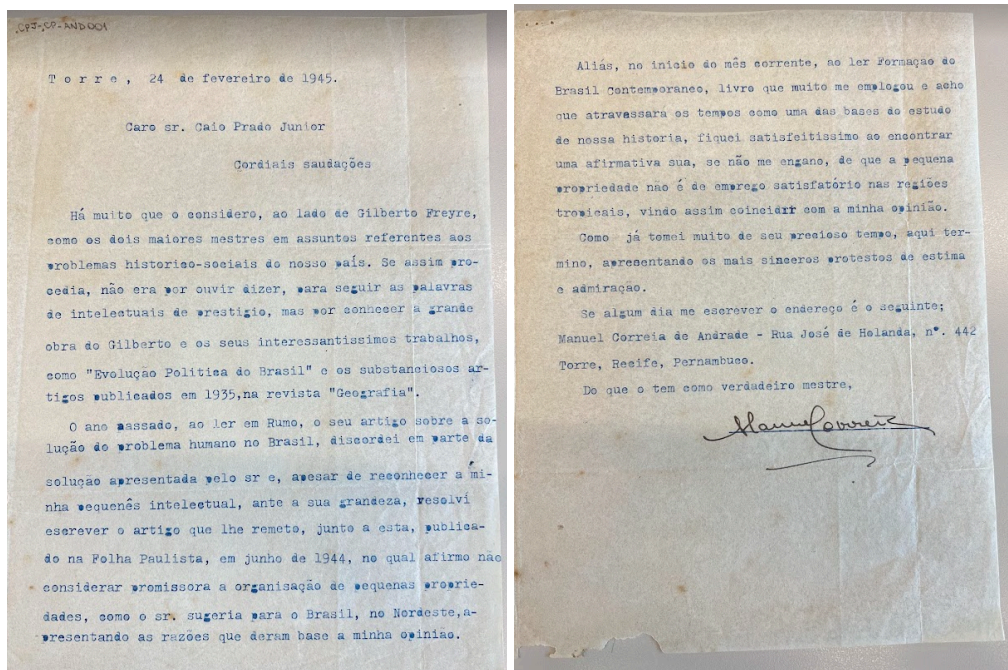 CPJ-CP-AND001
Torre, 24 de fevereiro de 1945.
Caro sr. Caio Prado Junior
Cordiais saudações
Há muito que o considero, ao lado de Gilberto Freyre,
como os dois maiores mestres em assuntos referentes aos
problemas historico-sociais do nosso país. Se assim pro-
cedia, não era por ouvir dizer, para seguir as palavras
de intelectuais de prestigio, mas por conhecer a grande
obra do Gilberto e os seus interessantissimos trabalhos,
como "Evolução Politica do Brasil" e os substanciosos ar-
tigos publicados em 1935,na revista "Geografia".
O ano passado, ao ler em Rumo, o seu artigo sobre a so-
lução do problema humano no Brasil, discordei em parte da
solução apresentada pelo sr e, apesar de reconhecer a mi-
nha pequenês intelectual, ante a sua grandeza, resolvi
escrever o artigo que lhe remeto, junto a esta, publica-
do na Folha Paulista, em junho de 1944, no qual afirmo não
considerar promissora a organisação de pequenas proprie-
dades, como o sr. sugeria para o Brasil, no Nordeste,a-
presentando as razões que deram base a minha opiniao.
Aliás, no inicio do mês corrente, ao ler Formação do
Brasil Contemporaneo, livro que muito me emplogou e acho
que atravessará os tempos como uma das bases do estudo
de nossa historia, fiquei satisfeitissimo ao encontrar
uma afirmativa sua, se não me engano, de que a pequena
propriedade não é de emprego satisfatório nas regiões
tropicais, vindo assim coincidir com a minha opinião.
Como já tomei muito de seu precioso tempo, aqui ter-
mino, apresentando os mais sinceros protestos de estima
e admiraçao.
Se algum dia me escrever o endereço é o seguinte;
Manuel Correia de Andrade - Rua José de Holanda, nº. 442
Torre, Recife, Pernambuco.
Do que o tem como verdadeiro mestre,
Manuel Correia